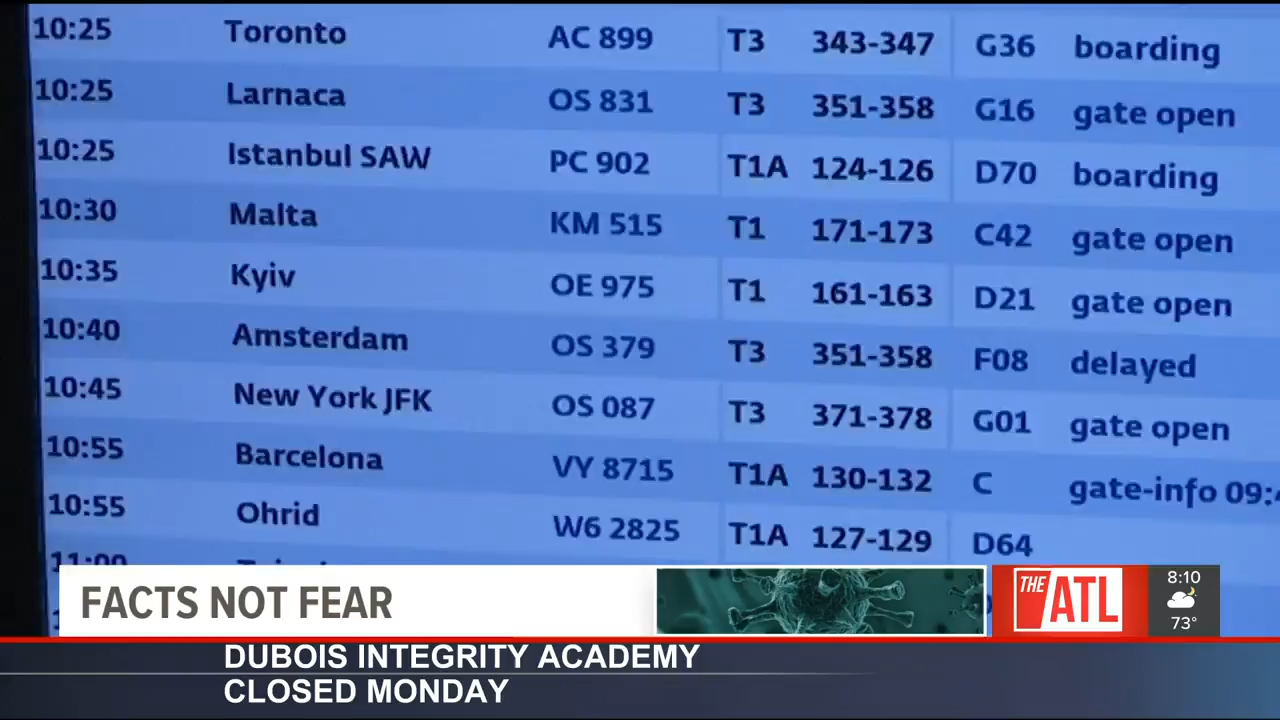 10:25 Toronto AC 899 T3 343-347 G36 boarding
10:25 Larnaca OS 831 T3 351-358 G16 gate open
10:25 Istanbul SAW PC 902 T1A 124-126 D70 boarding
10:30 Malta KM 515 T1 171-173 C42 gate open
10:35 Kyiv OE 975 T1 161-163 D21 gate open
10:40 Amsterdam OS 379 T3 351-358 F08 delayed
10:45 New York JFK OS 087 T3 371-378 G01 gate open
10:55 Barcelona VY 8715 T1A 130-132 C gate-info 09:
10:55 Ohrid W6 2825 T1A 127-129 D64
11:00
FACTS NOT FEAR
THE ATL
8:10
73°
DUBOIS INTEGRITY ACADEMY
CLOSED MONDAY